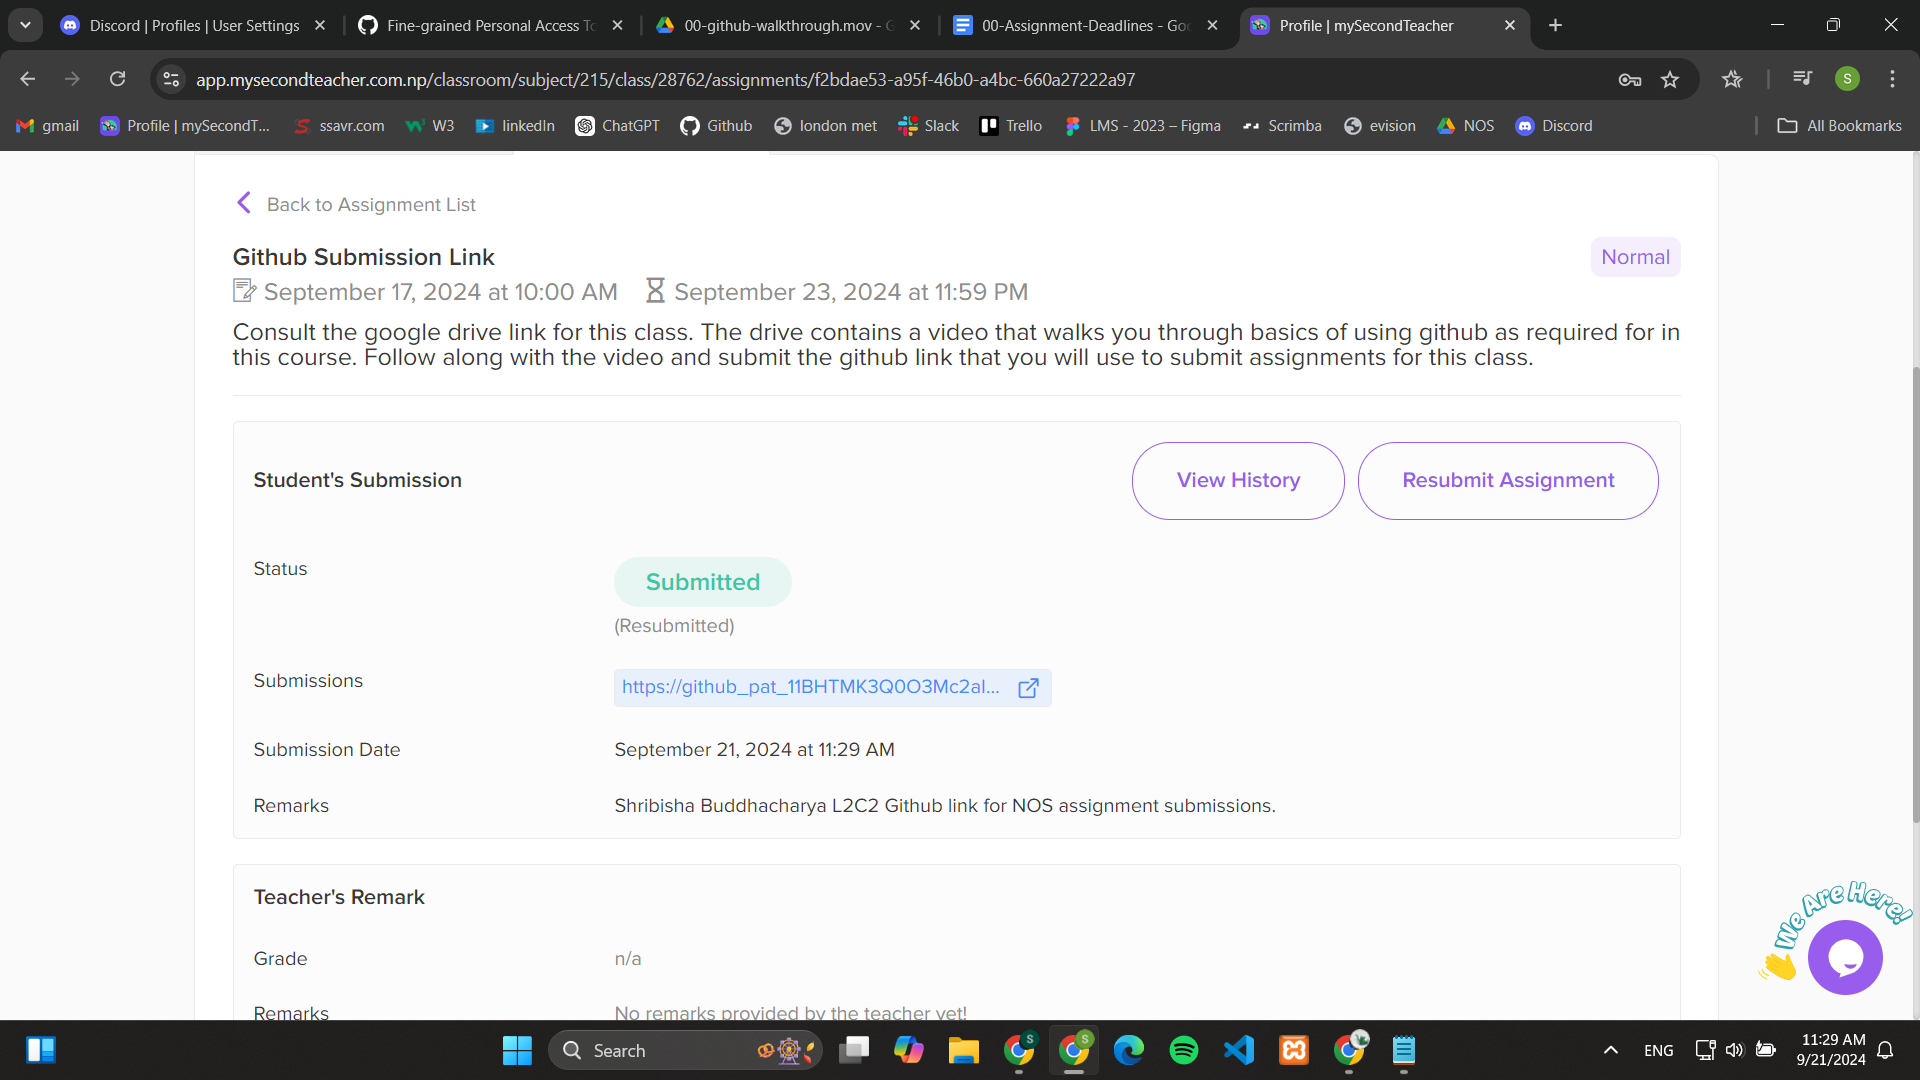 Discord | Profiles | User Settings
Fine-grained Personal Access To
00-github-walkthrough.mov - G
00-Assignment-Deadlines - Goo
Profile | mySecondTeacher
app.mysecondteacher.com.np/classroom/subject/215/class/28762/assignments/f2bdae53-a95f-46b0-a4bc-660a27222a97
S
gmail
Profile | mySecondT...
ssavr.com
W3
linkedIn
ChatGPT
Github
london met
Slack
Trello
LMS - 2023 – Figma
Scrimba
evision
NOS
Discord
All Bookmarks
Back to Assignment List
Github Submission Link
Normal
September 17, 2024 at 10:00 AM September 23, 2024 at 11:59 PM
Consult the google drive link for this class. The drive contains a video that walks you through basics of using github as required for in
this course. Follow along with the video and submit the github link that you will use to submit assignments for this class.
Student's Submission
View History
Resubmit Assignment
Status
Submitted
(Resubmitted)
Submissions
https://github_pat_11BHTMK3Q0O3Mc2al...
Submission Date
September 21, 2024 at 11:29 AM
Remarks
Shribisha Buddhacharya L2C2 Github link for NOS assignment submissions.
Teacher's Remark
Grade
n/a
Remarks
No remarks provided by the teacher yet!
We Are Here!
Search
S
S
ENG
11:29 AM
9/21/2024